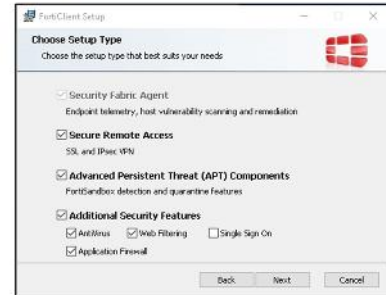 FortiClient Setup
Choose Setup Type
Choose the setup type that best suits your needs
Security Fabric Agent
Endpoint telemetry, host vulnerability scanning and remediation
Secure Remote Access
SSL and IPsec VPN
Advanced Persistent Threat (APT) Components
FortiSandbox detection and quarantine features
Additional Security Features
AntiVirus Web Filtering Single Sign On
Application Firewall
Back Next Cancel